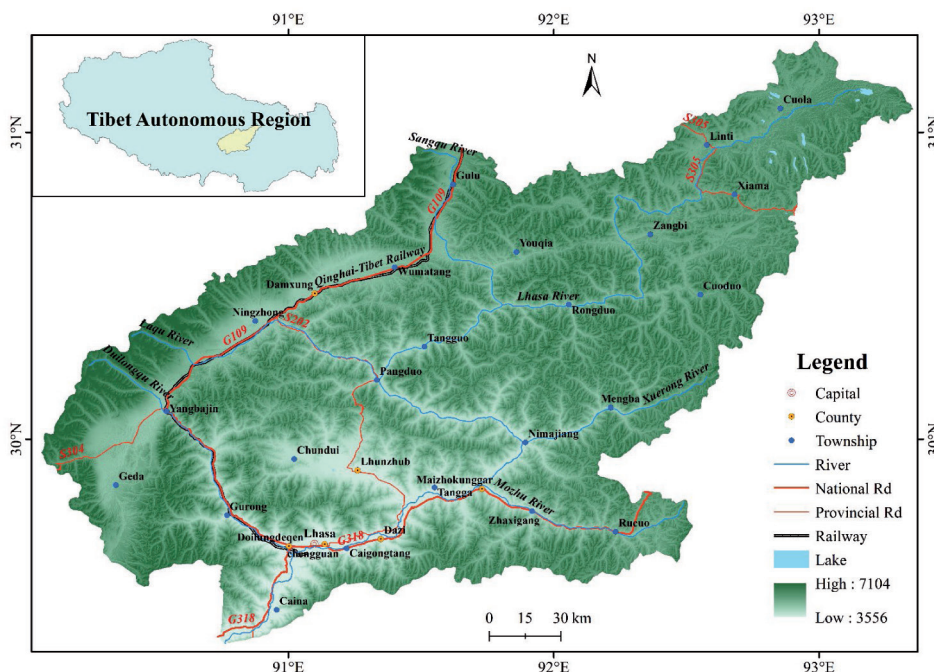 91°E
92°E
93°E
N
Tibet Autonomous Region
31°N
31°N
30°N
30°N
Cuola
S305
Linti
S305
Xiama
Sangqu River
Gulu
G109
Zangbi
Youqia
Qinghai-Tibet Railway
Wumatang
Damxung
Cuoduo
Lhasa River
Rongduo
Ningzhong
S202
G109
Laqu River
Tangguo
Duilongqu River
Pangduo
Yangbajin
Mengba
Xuerong River
Nimajiang
S304
Chundui
Lhunzhub
Geda
Maizhokunggar
Tangga
Mozhu River
Gurong
Zhaxigang
Rucuo
Doilungdeqen
Lhasa
G318
Dazi
chengguan
Caigongtang
Caina
G318
0 15 30 km
Legend
Capital
County
Township
River
National Rd
Provincial Rd
Railway
Lake
High : 7104
Low : 3556
91°E
92°E
93°E